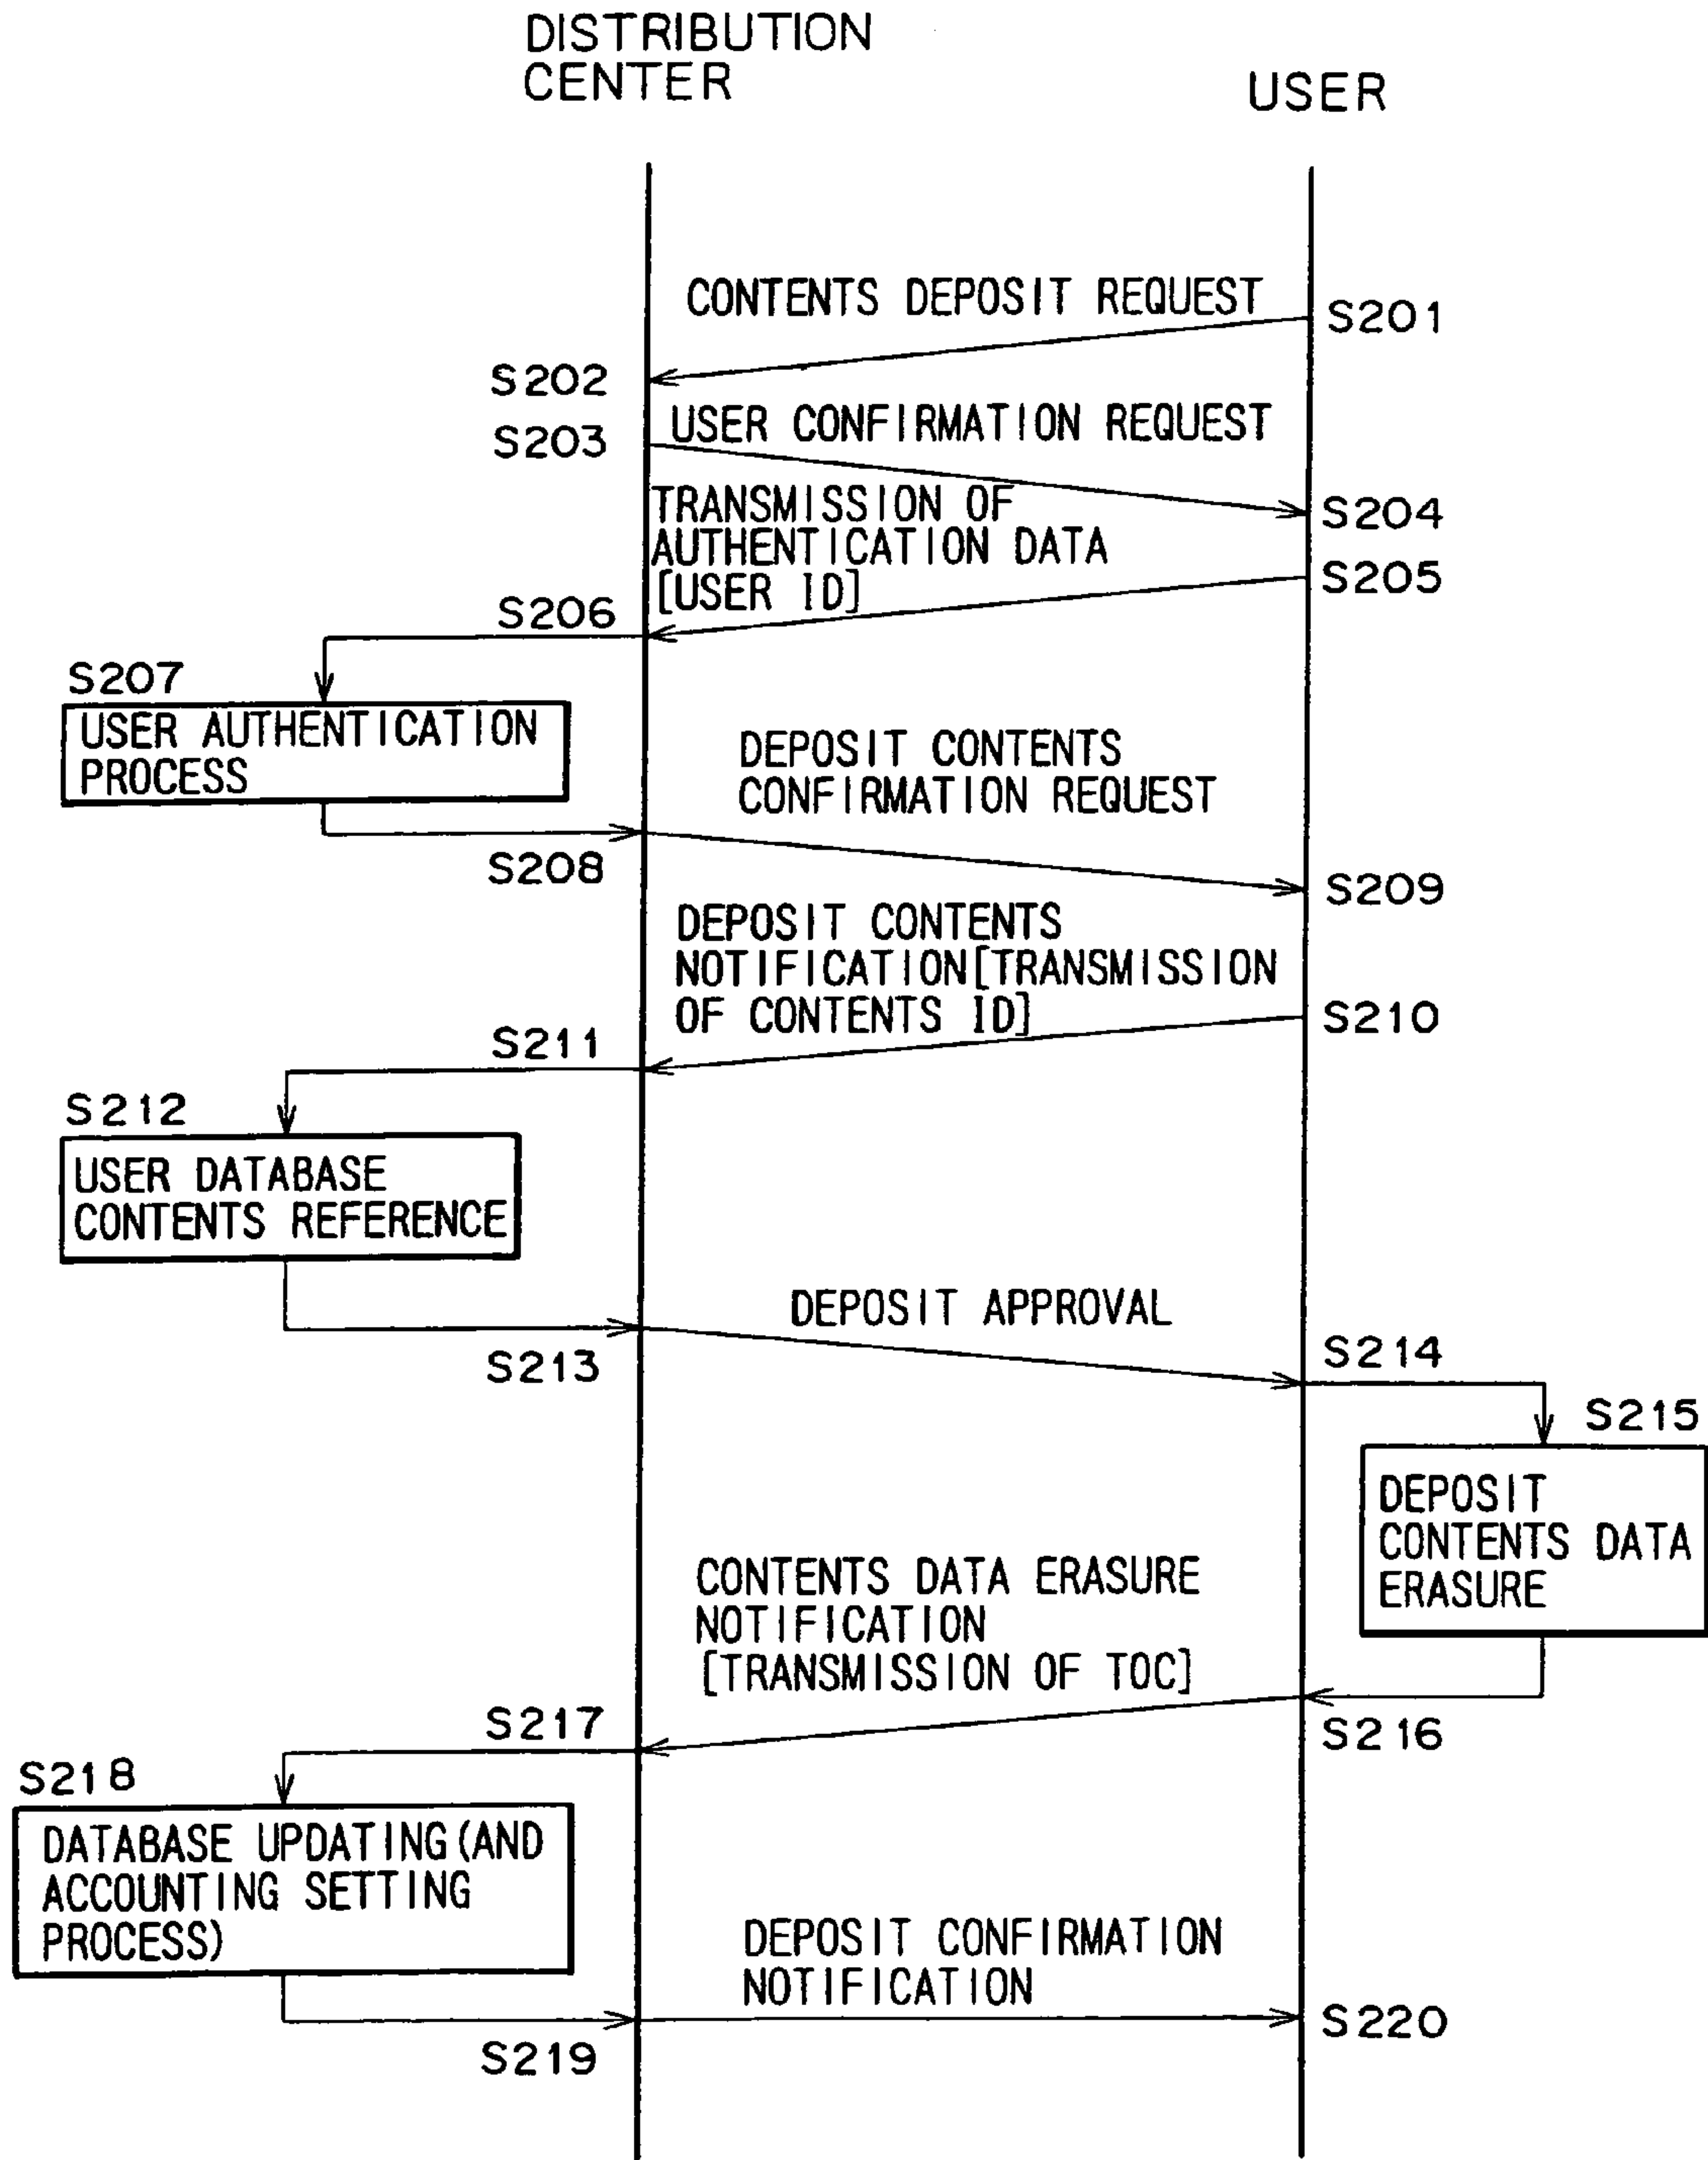 DISTRIBUTION
CENTER
USER
CONTENTS DEPOSIT REQUEST
S201
S202
USER CONFIRMATION REQUEST
S203
TRANSMISSION OF
S204
AUTHENTICATION DATA
S205
[USER ID]
S206
S207
USER AUTHENTICATION
PROCESS
DEPOSIT CONTENTS
CONFIRMATION REQUEST
S208
S209
DEPOSIT CONTENTS
NOTIFICATION[TRANSMISSION
OF CONTENTS ID]
S210
S211
S212
USER DATABASE
CONTENTS REFERENCE
DEPOSIT APPROVAL
S213
S214
S215
DEPOSIT
CONTENTS DATA
ERASURE
CONTENTS DATA ERASURE
NOTIFICATION
[TRANSMISSION OF TOC]
S216
S217
S218
DATABASE UPDATING(AND
ACCOUNTING SETTING
PROCESS)
DEPOSIT CONFIRMATION
NOTIFICATION
S219
S220